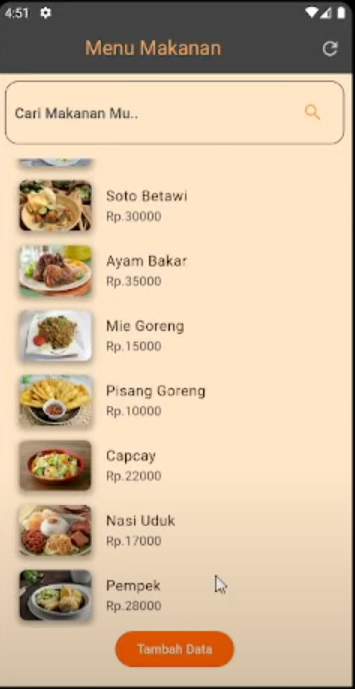 4:51
Menu Makanan
Cari Makanan Mu..
Soto Betawi
Rp.30000
Ayam Bakar
Rp.35000
Mie Goreng
Rp.15000
Pisang Goreng
Rp.10000
Capcay
Rp.22000
Nasi Uduk
Rp.17000
Pempek
Rp.28000
Tambah Data